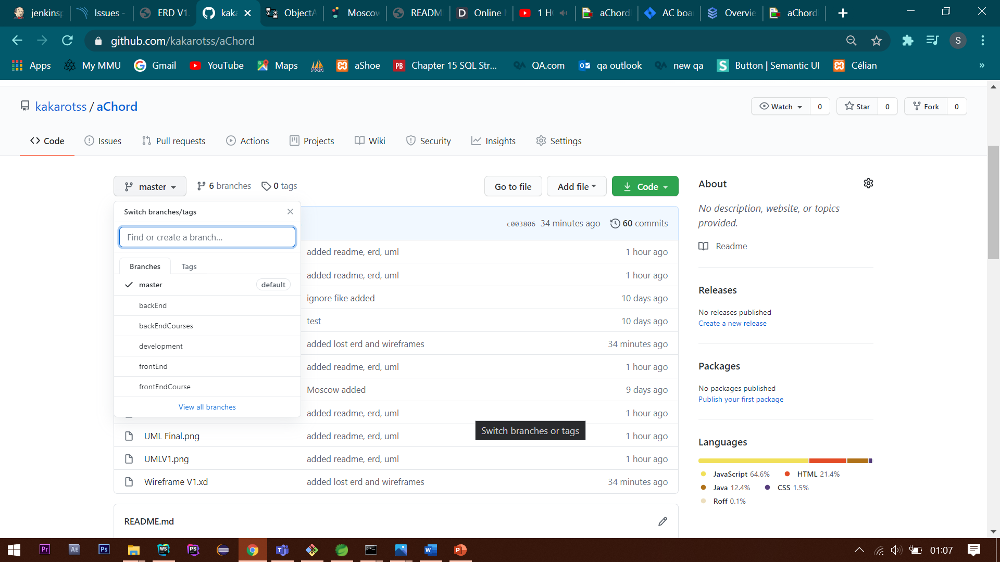 jenkinsp
Issues -
ERD V1.
kaka
ObjectA
Moscow
READM
Online
1 H
aChord
AC boa
Overvie
aChord
github.com/kakarotss/aChord
S
Apps
My MMU
Gmail
YouTube
Maps
aShoe
Chapter 15 SQL Str...
QA.com
qa outlook
new qa
Button | Semantic UI
Célian
»
kakarotss / aChord
Watch 0
Star 0
Fork 0
Code
Issues
Pull requests
Actions
Projects
Wiki
Security
Insights
Settings
master
6 branches
0 tags
Go to file
Add file
Code
Switch branches/tags
Find or create a branch...
Branches
Tags
master
default
backEnd
backEndCourses
development
frontEnd
frontEndCourse
View all branches
c003806 34 minutes ago 60 commits
added readme, erd, uml 1 hour ago
added readme, erd, uml 1 hour ago
ignore fike added 10 days ago
test 10 days ago
added lost erd and wireframes 34 minutes ago
added readme, erd, uml 1 hour ago
Moscow added 9 days ago
added readme, erd, uml 1 hour ago
Switch branches or tags
UML Final.png added readme, erd, uml 1 hour ago
UMLV1.png added readme, erd, uml 1 hour ago
Wireframe V1.xd added lost erd and wireframes 34 minutes ago
README.md
About
No description, website, or topics
provided.
Readme
Releases
No releases published
Create a new release
Packages
No packages published
Publish your first package
Languages
JavaScript 64.6% HTML 21.4%
Java 12.4% CSS 1.5%
Roff 0.1%
01:07